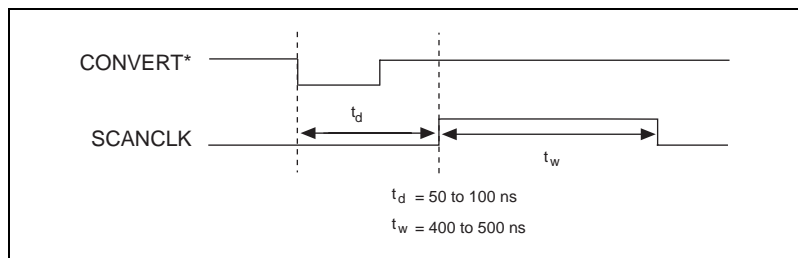 CONVERT*
t_d
SCANCLK
t_w
t_d = 50 to 100 ns
t_w = 400 to 500 ns